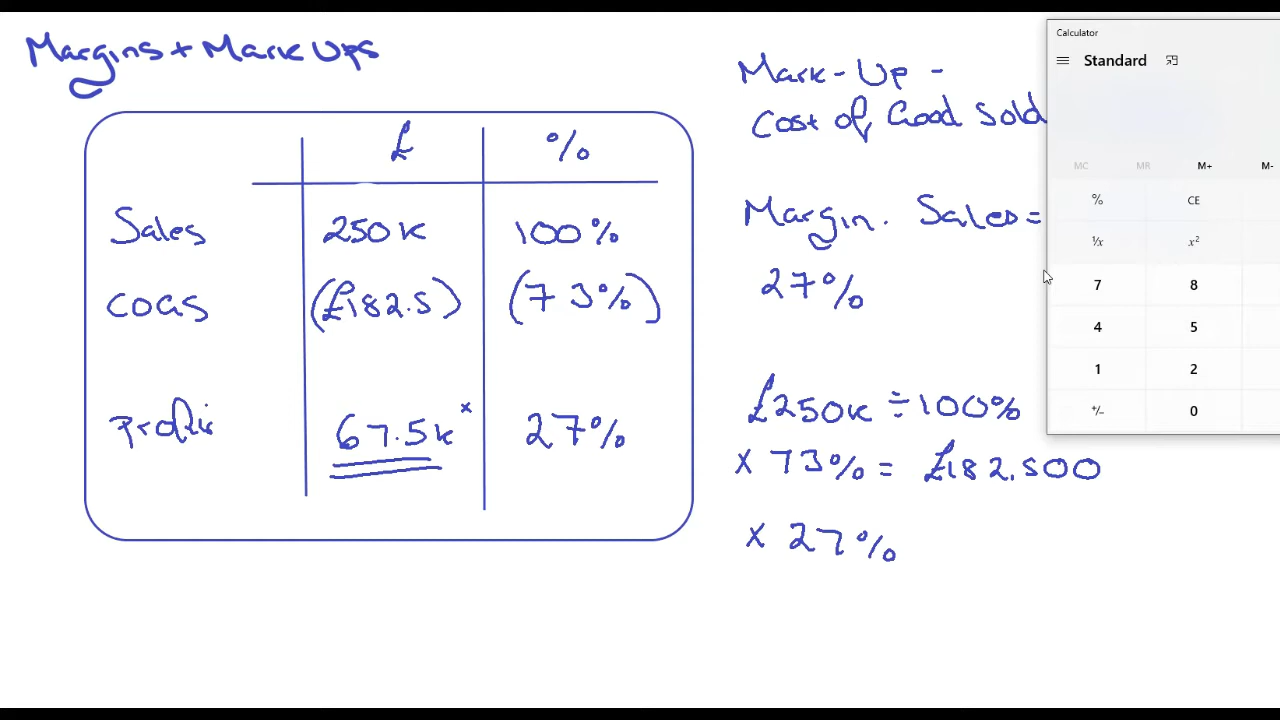 Margins + Mark Ups
£ %
Sales 250k 100%
COGS (£182.5) (73%)
Profit 67.5k x 27%
Mark-Up -
Cost of Good Sold
Margin. Sales =
27%
£250k ÷ 100%
x 73% = £182.500
x 27%
Calculator
Standard
MC MR M+ M-
% CE
¹/x x²
7 8
4 5
1 2
+/- 0